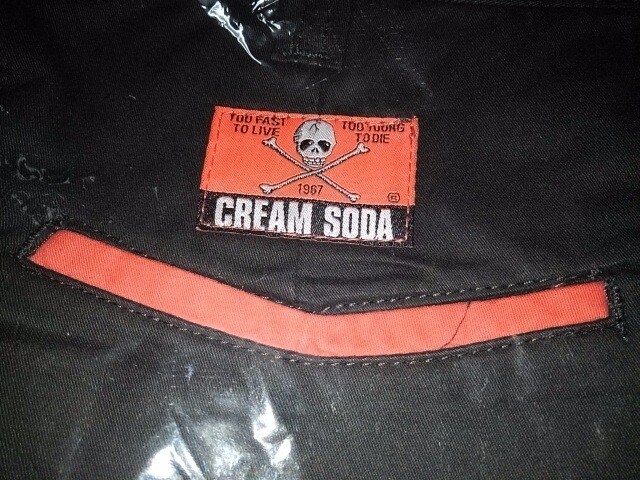 TOO FAST
TO LIVE
TOO YOUNG
TO DIE
1967
CREAM SODA